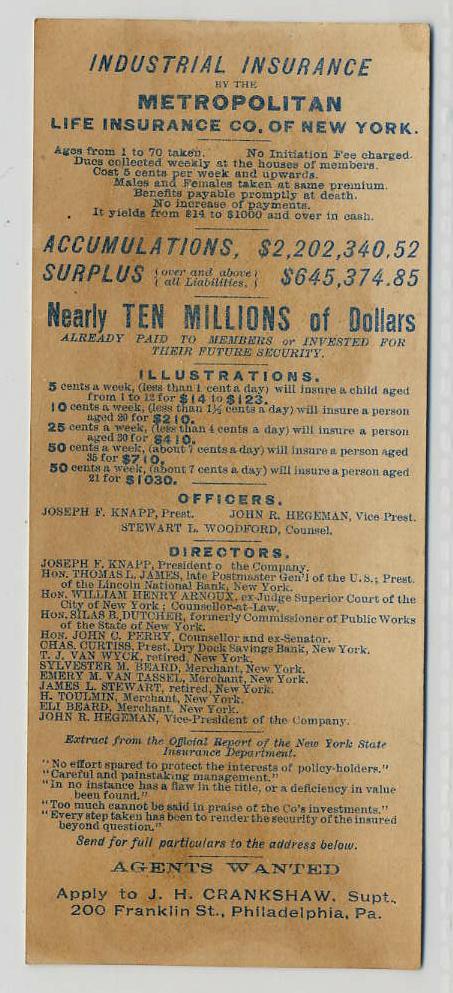 INDUSTRIAL INSURANCE
BY THE
METROPOLITAN
LIFE INSURANCE CO. OF NEW YORK.
Ages from 1 to 70 taken. No Initiation Fee charged.
Dues collected weekly at the houses of members.
Cost 5 cents per week and upwards.
Males and Females taken at same premium.
Benefits payable promptly at death.
No increase of payments.
It yields from $14 to $1000 and over in cash.
ACCUMULATIONS, $2,202,340.52
SURPLUS { over and above } { all Liabilities, } $645,374.85
Nearly TEN MILLIONS of Dollars
ALREADY PAID TO MEMBERS or INVESTED FOR
THEIR FUTURE SECURITY.
ILLUSTRATIONS.
5 cents a week, (less than 1 cent a day) will insure a child aged
from 1 to 12 for $14 to $123.
10 cents a week, (less than 1½ cents a day) will insure a person
aged 20 for $210.
25 cents a week, (less than 4 cents a day) will insure a person
aged 30 for $410.
50 cents a week, (about 7 cents a day) will insure a person aged
35 for $710.
50 cents a week, (about 7 cents a day) will insure a person aged
21 for $1030.
OFFICERS.
JOSEPH F. KNAPP, Prest. JOHN R. HEGEMAN, Vice Prest.
STEWART L. WOODFORD, Counsel.
DIRECTORS.
JOSEPH F. KNAPP, President o the Company.
HON. THOMAS L. JAMES, late Postmaster Gen'l of the U.S.; Prest.
of the Lincoln National Bank, New York.
HON. WILLIAM HENRY ARNOUX, ex-Judge Superior Court of the
City of New York; Counsellor-at-Law.
HON. SILAS B. DUTCHER, formerly Commissioner of Public Works
of the State of New York.
HON. JOHN C. PERRY, Counsellor and ex-Senator.
CHAS. CURTISS, Prest. Dry Dock Savings Bank, New York.
T. J. VAN WYCK, retired, New York.
SYLVESTER M. BEARD, Merchant, New York.
EMERY M. VAN TASSEL, Merchant, New York.
JAMES L. STEWART, retired, New York.
H. TOULMIN, Merchant, New York.
ELI BEARD, Merchant, New York.
JOHN R. HEGEMAN, Vice-President of the Company.
Extract from the Official Report of the New York State
Insurance Department.
"No effort spared to protect the interests of policy-holders."
"Careful and painstaking management."
"In no instance has a flaw in the title, or a deficiency in value
been found."
"Too much cannot be said in praise of the Co's investments."
"Every step taken has been to render the security of the insured
beyond question."
Send for full particulars to the address below.
AGENTS WANTED
Apply to J. H. CRANKSHAW, Supt.,
200 Franklin St., Philadelphia, Pa.